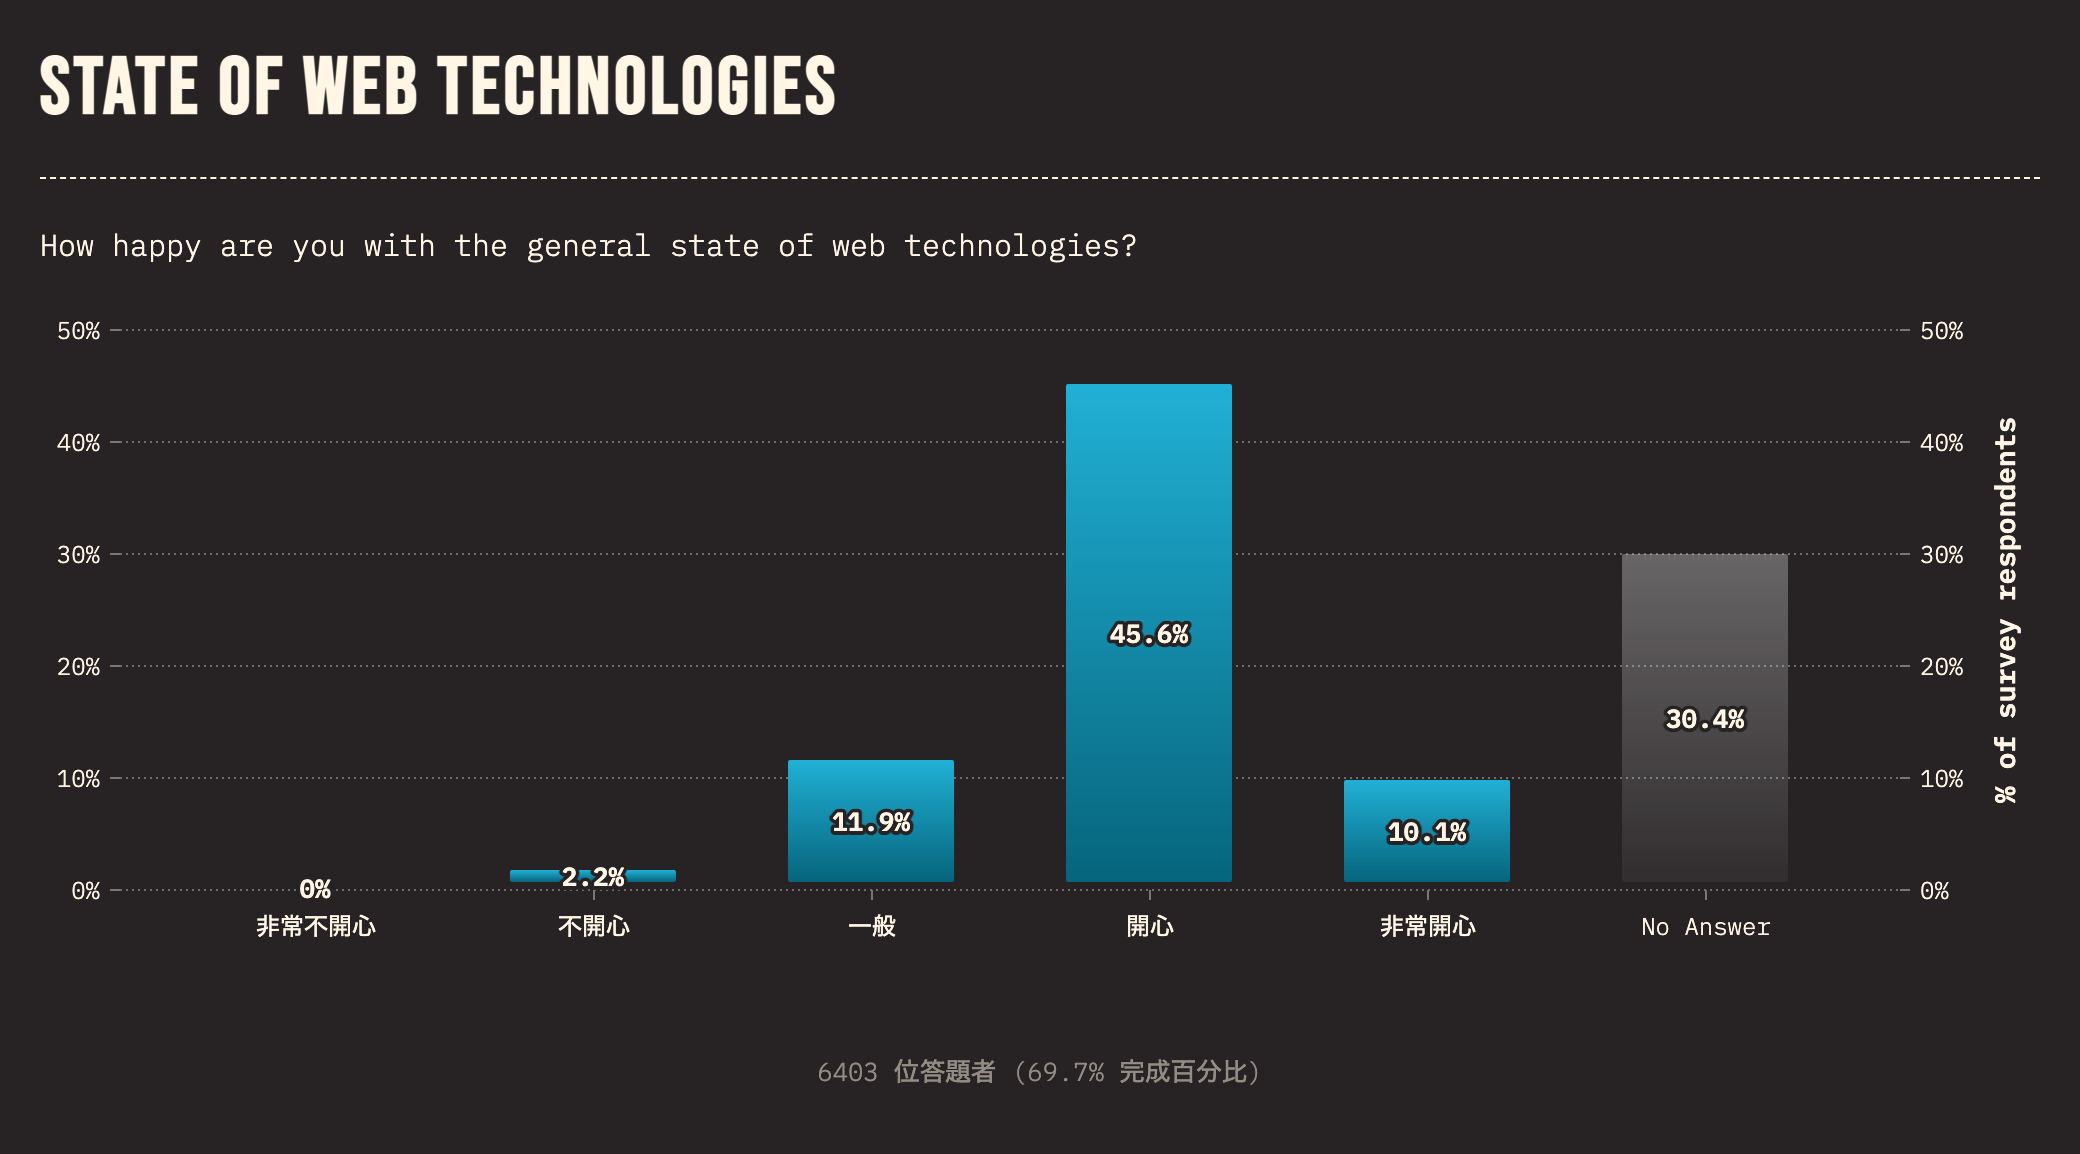 STATE OF WEB TECHNOLOGIES
How happy are you with the general state of web technologies?
50% 50%
40% 40%
30% 30%
20% 20%
10% 10%
0% 0%
45.6%
30.4%
11.9%
10.1%
2.2%
0%
非常不開心 不開心 一般 開心 非常開心 No Answer
% of survey respondents
6403 位答題者 (69.7% 完成百分比)